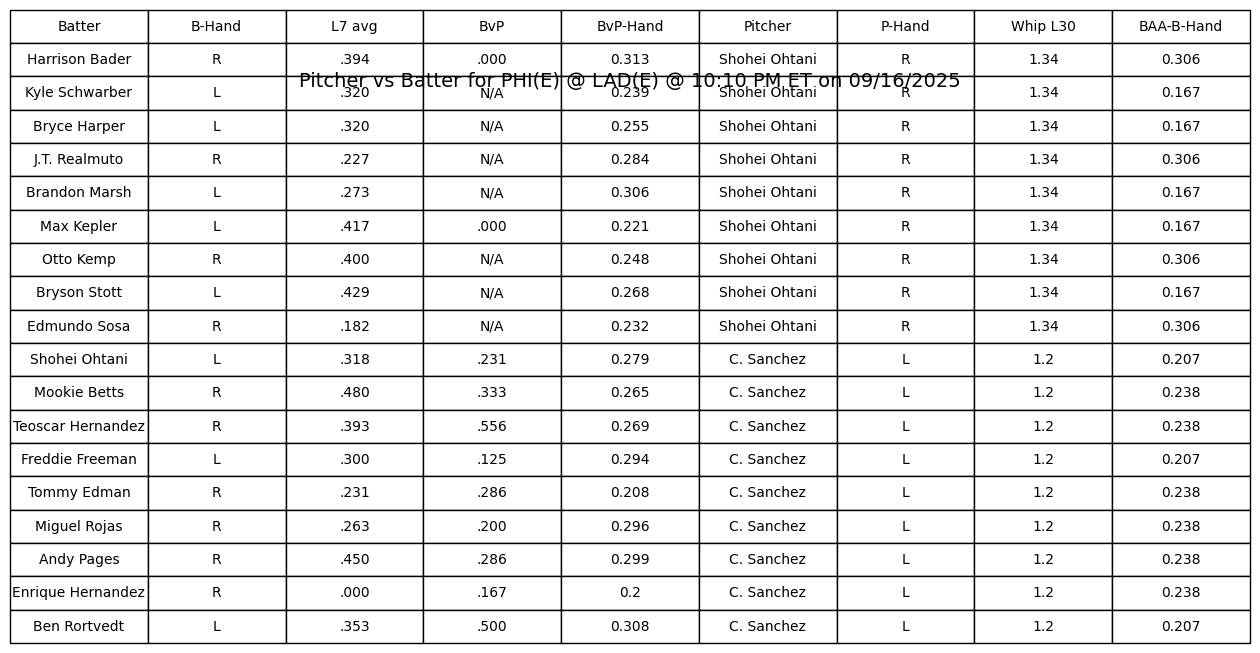 Batter B-Hand L7 avg BvP BvP-Hand Pitcher P-Hand Whip L30 BAA-B-Hand
Harrison Bader R .394 .000 0.313 Shohei Ohtani R 1.34 0.306
Pitcher vs Batter for PHI(E) @ LAD(E) @ 10:10 PM ET on 09/16/2025
Kyle Schwarber L .320 N/A 0.239 Shohei Ohtani R 1.34 0.167
Bryce Harper L .320 N/A 0.255 Shohei Ohtani R 1.34 0.167
J.T. Realmuto R .227 N/A 0.284 Shohei Ohtani R 1.34 0.306
Brandon Marsh L .273 N/A 0.306 Shohei Ohtani R 1.34 0.167
Max Kepler L .417 .000 0.221 Shohei Ohtani R 1.34 0.167
Otto Kemp R .400 N/A 0.248 Shohei Ohtani R 1.34 0.306
Bryson Stott L .429 N/A 0.268 Shohei Ohtani R 1.34 0.167
Edmundo Sosa R .182 N/A 0.232 Shohei Ohtani R 1.34 0.306
Shohei Ohtani L .318 .231 0.279 C. Sanchez L 1.2 0.207
Mookie Betts R .480 .333 0.265 C. Sanchez L 1.2 0.238
Teoscar Hernandez R .393 .556 0.269 C. Sanchez L 1.2 0.238
Freddie Freeman L .300 .125 0.294 C. Sanchez L 1.2 0.207
Tommy Edman R .231 .286 0.208 C. Sanchez L 1.2 0.238
Miguel Rojas R .263 .200 0.296 C. Sanchez L 1.2 0.238
Andy Pages R .450 .286 0.299 C. Sanchez L 1.2 0.238
Enrique Hernandez R .000 .167 0.2 C. Sanchez L 1.2 0.238
Ben Rortvedt L .353 .500 0.308 C. Sanchez L 1.2 0.207